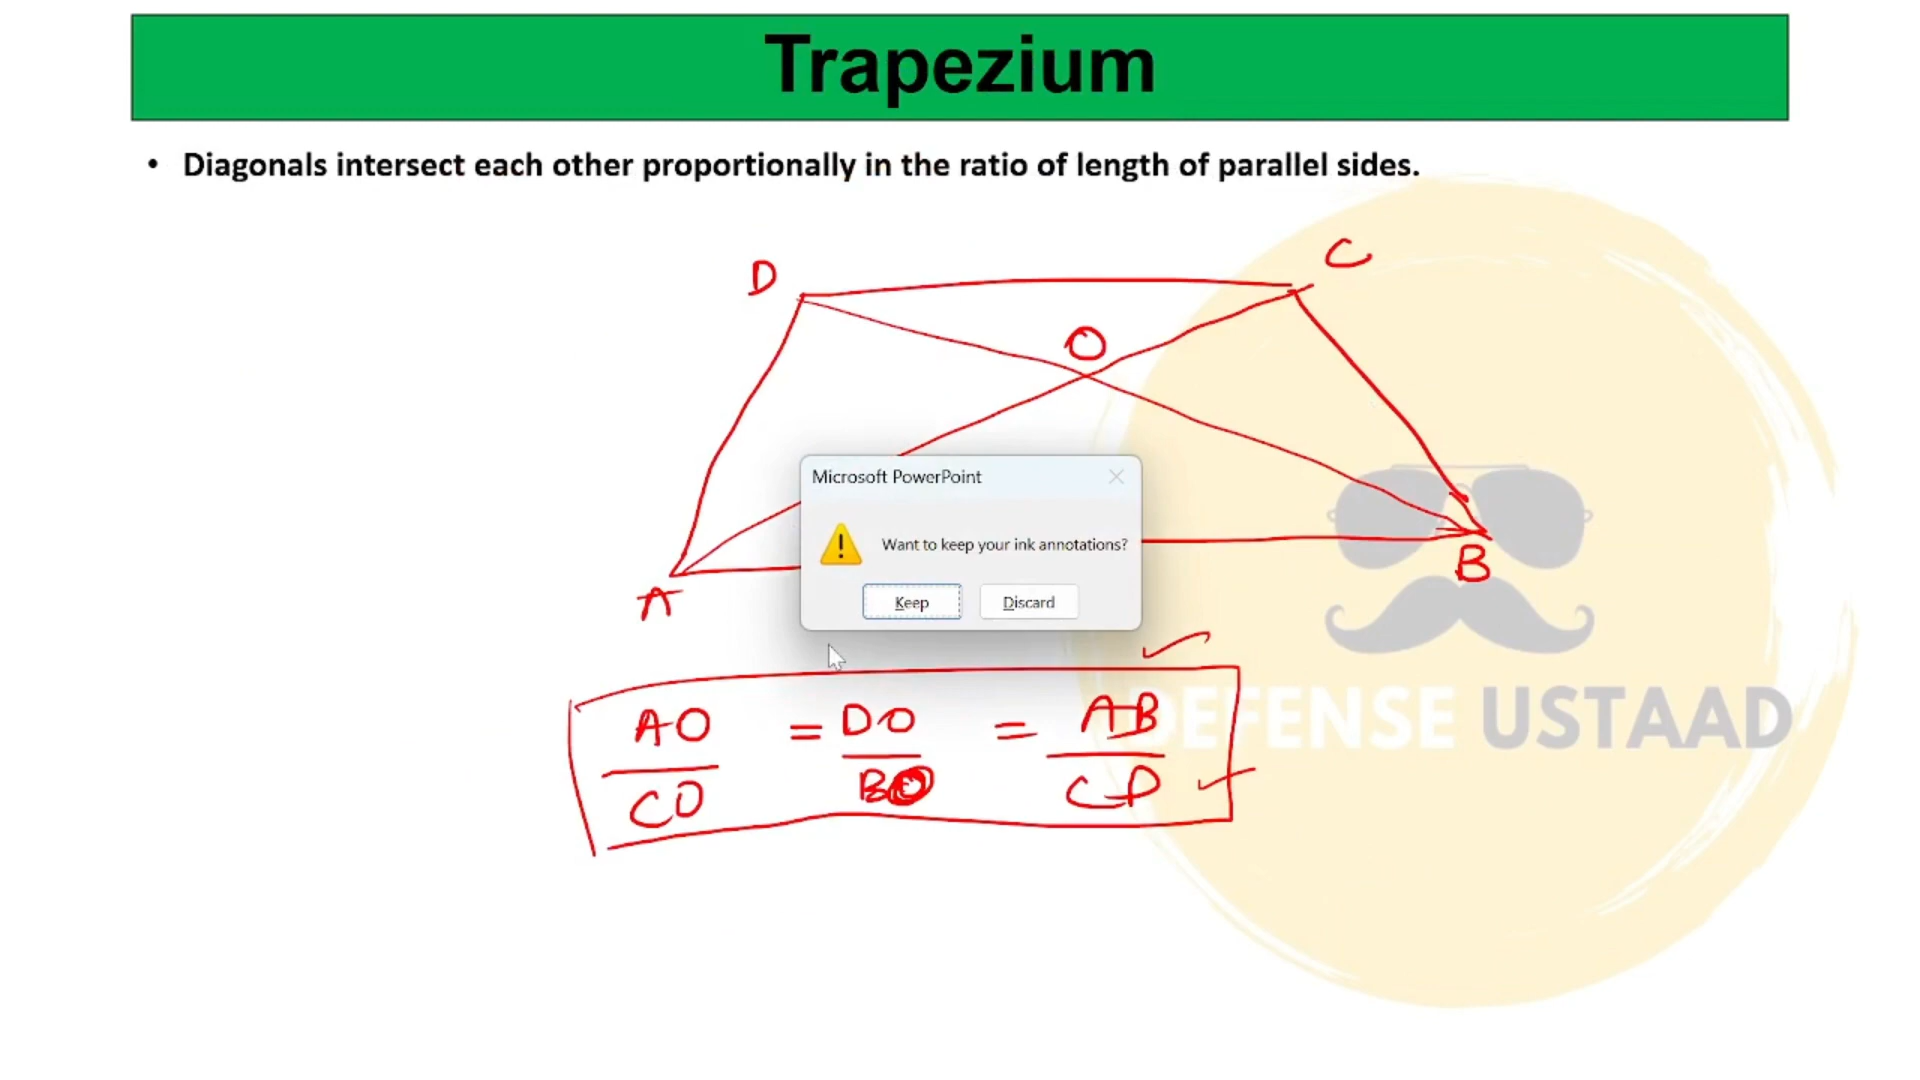 Trapezium
• Diagonals intersect each other proportionally in the ratio of length of parallel sides.
D
C
O
Microsoft PowerPoint
Want to keep your ink annotations?
Keep Discard
A
B
AO/CO = DO/BO = AB/CD
DEFENSE USTAAD